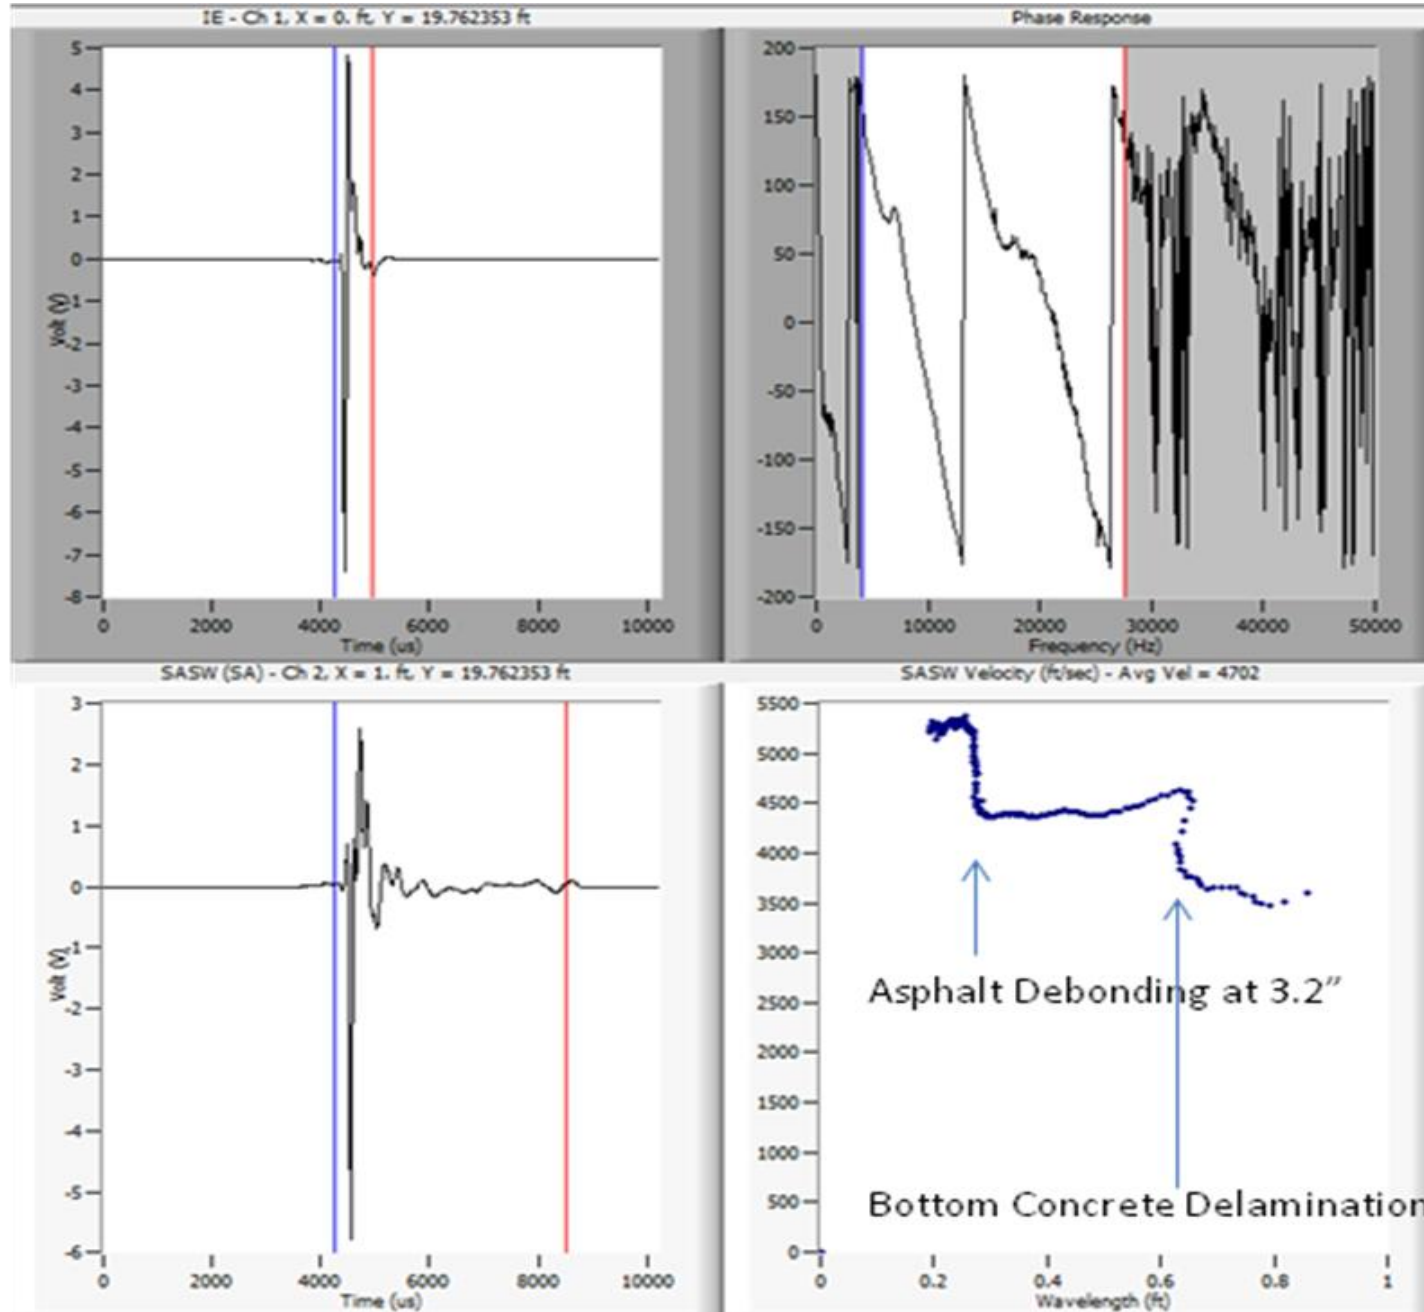 IE - Ch 1, X = 0. ft, Y = 19.762353 ft
Volt (V)
5
4
3
2
1
0
-1
-2
-3
-4
-5
-6
-7
-8
0 2000 4000 6000 8000 10000
Time (us)
Phase Response
200
150
100
50
0
-50
-100
-150
-200
0 10000 20000 30000 40000 50000
Frequency (Hz)
SASW (SA) - Ch 2, X = 1. ft, Y = 19.762353 ft
Volt (V)
3
2
1
0
-1
-2
-3
-4
-5
-6
0 2000 4000 6000 8000 10000
Time (us)
SASW Velocity (ft/sec) - Avg Vel = 4702
5500
5000
4500
4000
3500
3000
2500
2000
1500
1000
500
0
Asphalt Debonding at 3.2”
Bottom Concrete Delamination
0 0.2 0.4 0.6 0.8 1
Wavelength (ft)